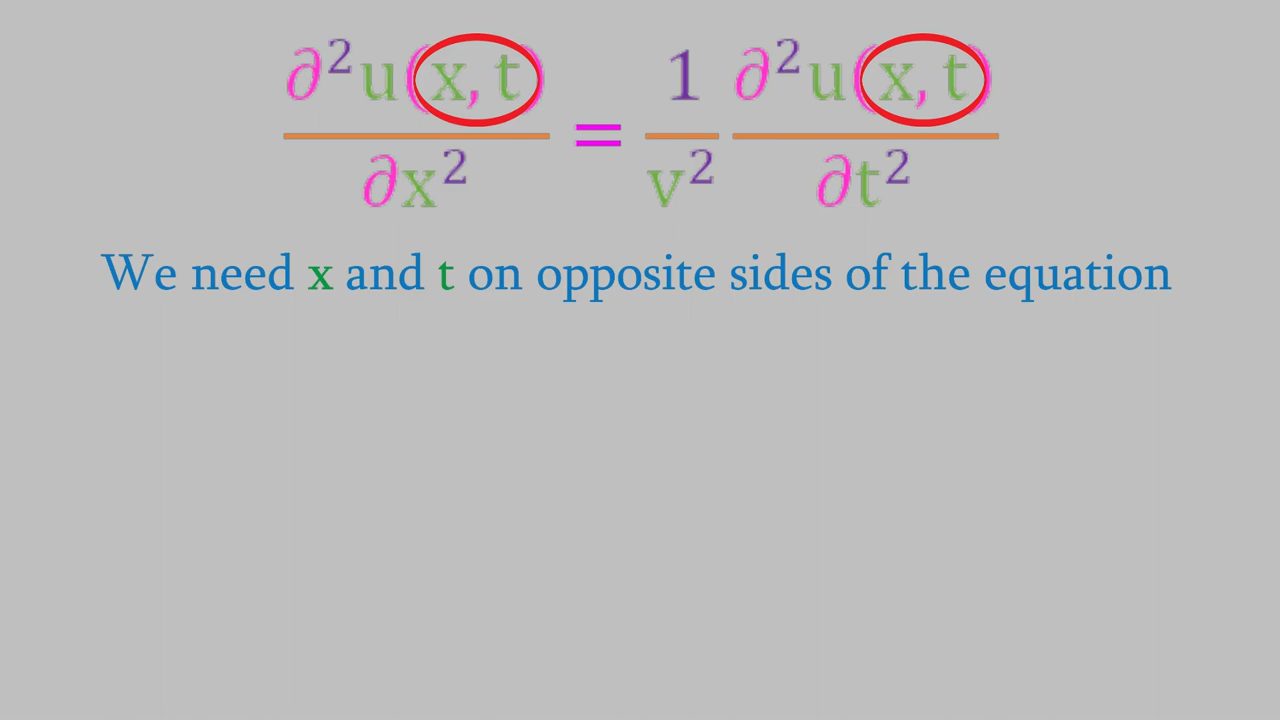 ∂²u(x, t) / ∂x² = 1 / v² ∂²u(x, t) / ∂t²
We need x and t on opposite sides of the equation